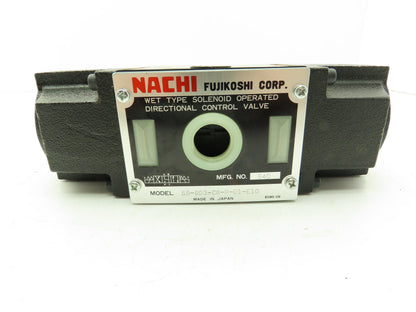 NACHI FUJIKOSHI CORP.
WET TYPE SOLENOID OPERATED
DIRECTIONAL CONTROL VALVE
MFG. NO.
MODEL
MADE IN JAPAN